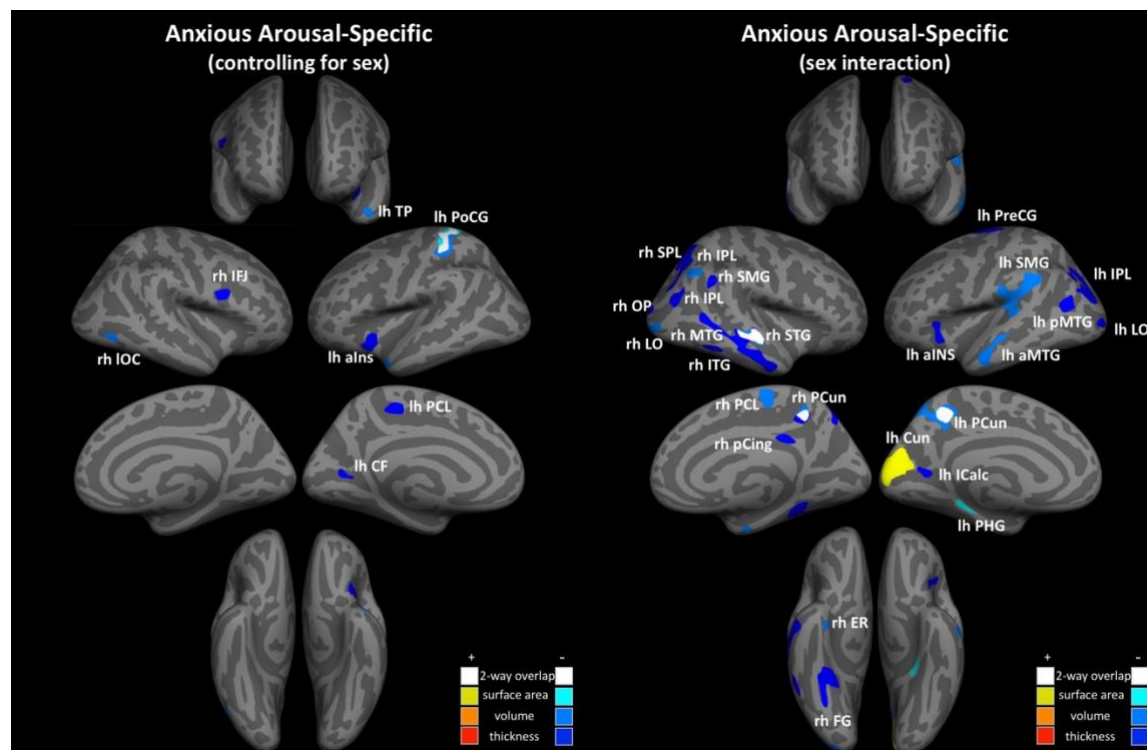 Anxious Arousal-Specific
(controlling for sex)
lh TP
lh PoCG
rh IFJ
rh IOC
lh aIns
lh PCL
lh CF
+ -
2-way overlap
surface area
volume
thickness
Anxious Arousal-Specific
(sex interaction)
lh PreCG
rh SPL
rh IPL
rh SMG
lh SMG
lh IPL
rh OP
rh IPL
lh pMTG
rh LO
rh MTG
rh STG
lh LO
lh aINS
lh aMTG
rh ITG
rh PCun
rh PCL
lh PCun
lh Cun
rh pCing
lh ICalc
lh PHG
rh ER
rh FG
+ -
2-way overlap
surface area
volume
thickness